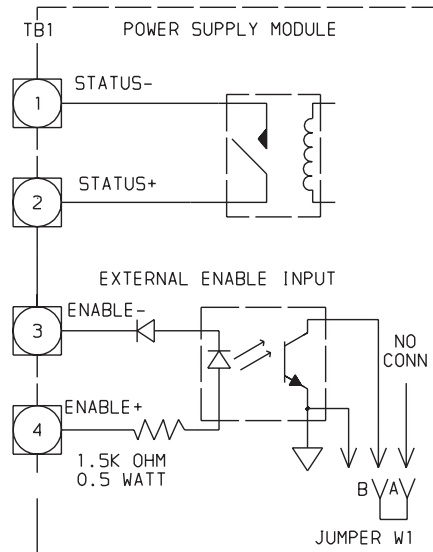 TB1
POWER SUPPLY MODULE
1
STATUS-
2
STATUS+
EXTERNAL ENABLE INPUT
3
ENABLE-
NO
CONN
4
ENABLE+
1.5K OHM
0.5 WATT
B A
JUMPER W1